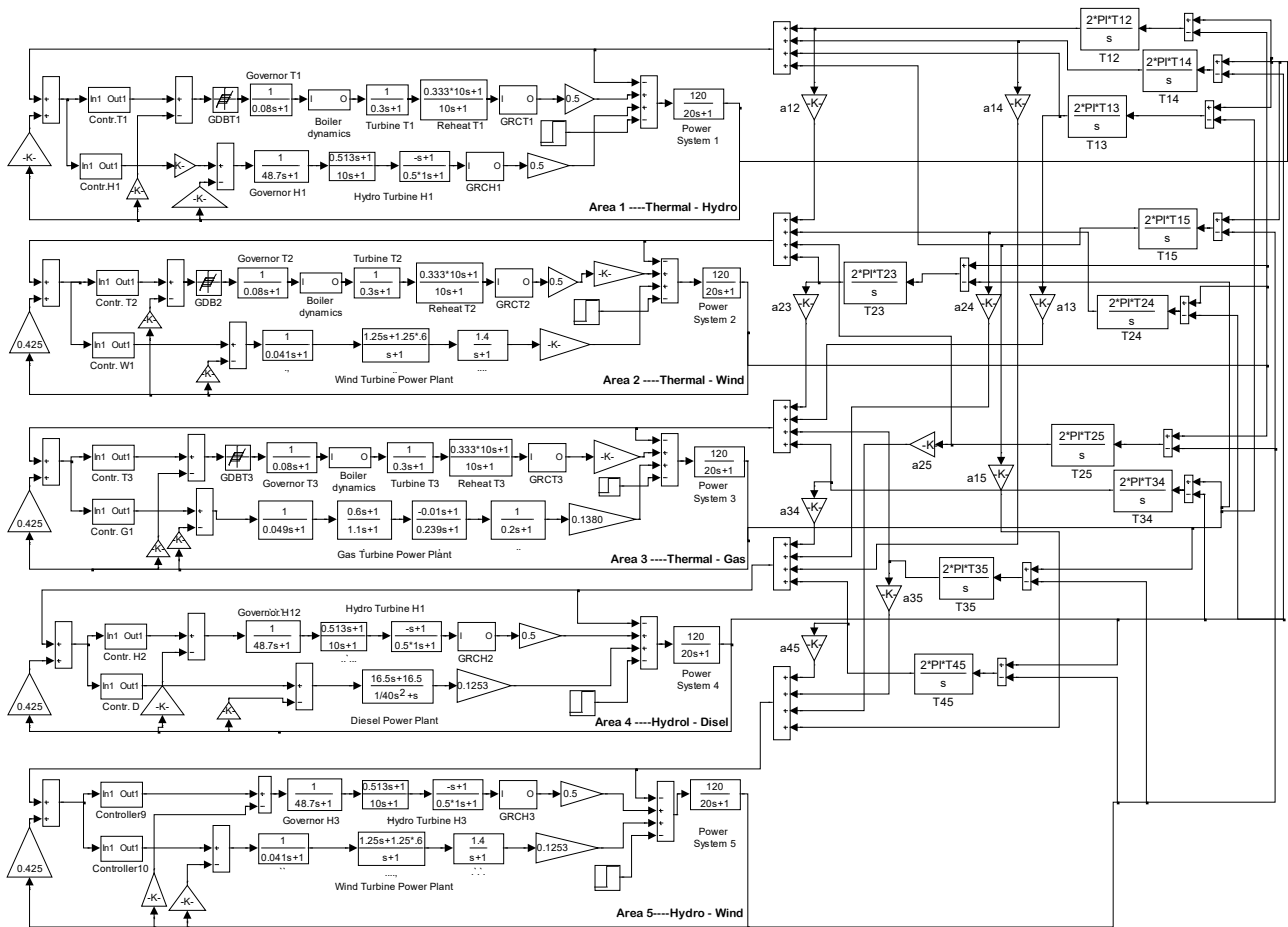 2*PI*T12
s
T12
2*PI*T14
s
T14
2*PI*T13
s
T13
a12
a14
Governor T1
1
0.08s+1
GDBT1
I O
Boiler
dynamics
1
0.3s+1
Turbine T1
0.333*10s+1
10s+1
Reheat T1
I O
GRCT1
0.5
120
20s+1
Power
System 1
In1 Out1
Contr.T1
-K-
In1 Out1
Contr.H1
K-
-K-
-K-
1
48.7s+1
Governor H1
0.513s+1
10s+1
-s+1
0.5*1s+1
Hydro Turbine H1
I O
GRCH1
0.5
Area 1 ----Thermal - Hydro
-K-
-K-
2*PI*T15
s
T15
2*PI*T23
s
T23
2*PI*T24
s
T24
a23
-K-
a24
-K-
-K-
a13
Governor T2
1
0.08s+1
GDB2
I O
Boiler
dynamics
Turbine T2
1
0.3s+1
0.333*10s+1
10s+1
Reheat T2
I O
GRCT2
0.5
-K-
120
20s+1
Power
System 2
In1 Out1
Contr. T2
-K-
0.425
In1 Out1
Contr. W1
-K-
1
0.041s+1
1.25s+1.25*.6
s+1
1.4
s+1
-K-
Wind Turbine Power Plant
Area 2 ----Thermal - Wind
-K
a25
2*PI*T25
s
T25
a15
-K-
2*PI*T34
s
T34
a34
-K-
In1 Out1
Contr. T3
GDBT3
1
0.08s+1
Governor T3
I O
Boiler
dynamics
1
0.3s+1
Turbine T3
0.333*10s+1
10s+1
Reheat T3
I O
GRCT3
-K-
120
20s+1
Power
System 3
0.425
In1 Out1
Contr. G1
-K-
-K-
1
0.049s+1
0.6s+1
1.1s+1
-0.01s+1
0.239s+1
1
0.2s+1
0.1380
Gas Turbine Power Plant
Area 3 ----Thermal - Gas
2*PI*T35
s
T35
-K-
a35
a45
-K-
2*PI*T45
s
T45
Governor H12
1
48.7s+1
Hydro Turbine H1
0.513s+1
10s+1
-s+1
0.5*1s+1
I O
GRCH2
0.5
120
20s+1
Power
System 4
In1 Out1
Contr. H2
0.425
In1 Out1
Contr. D
-K-
-K-
16.5s+16.5
1/40s2 +s
0.1253
Diesel Power Plant
Area 4 ----Hydrol - Disel
In1 Out1
Controller9
1
48.7s+1
Governor H3
0.513s+1
10s+1
-s+1
0.5*1s+1
Hydro Turbine H3
I O
GRCH3
0.5
120
20s+1
Power
System 5
0.425
In1 Out1
Controller10
-K-
-K-
1
0.041s+1
1.25s+1.25*.6
s+1
1.4
s+1
0.1253
Wind Turbine Power Plant
Area 5----Hydro - Wind